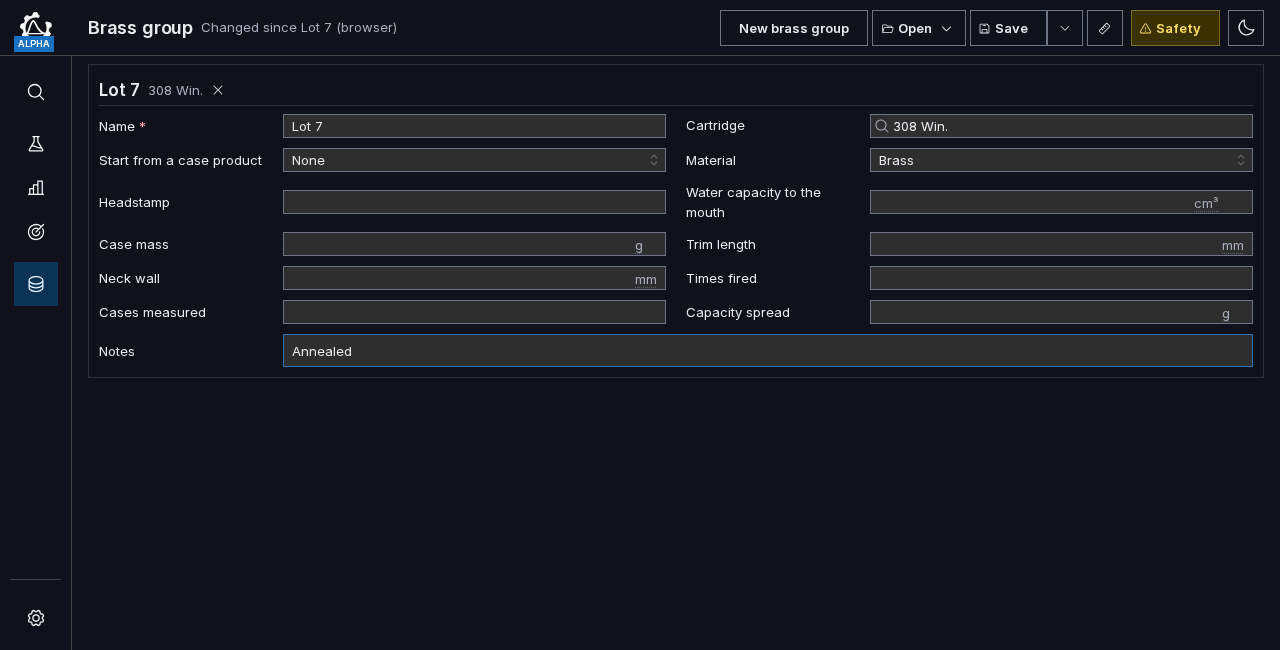 ALPHA
Brass group
Changed since Lot 7 (browser)
New brass group
Open
Save
Safety
Lot 7
308 Win.
Name *
Lot 7
Cartridge
308 Win.
Start from a case product
None
Material
Brass
Headstamp
Water capacity to the
mouth
cm³
Case mass
g
Trim length
mm
Neck wall
mm
Times fired
Cases measured
Capacity spread
g
Notes
Annealed